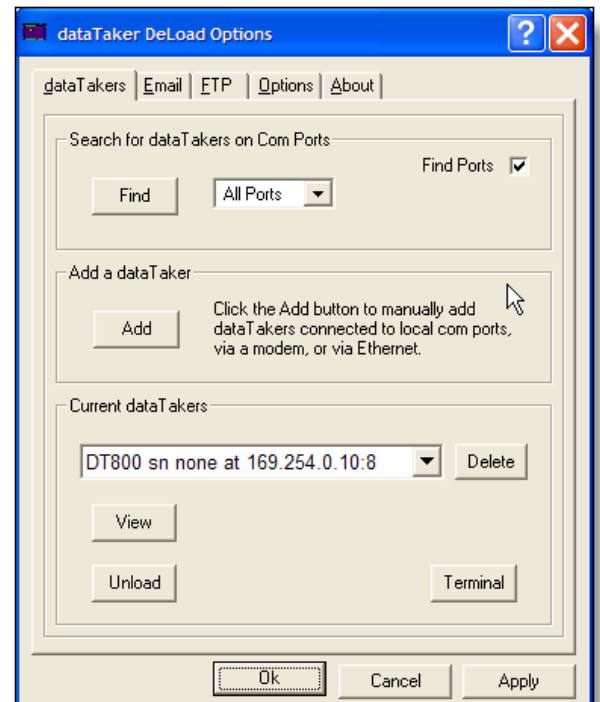 dataTaker DeLoad Options
dataTakers Email FTP Options About
Search for dataTakers on Com Ports
Find Ports
Find All Ports
Add a dataTaker
Add
Click the Add button to manually add
dataTakers connected to local com ports,
via a modem, or via Ethernet.
Current dataTakers
DT800 sn none at 169.254.0.10:8 Delete
View
Unload Terminal
Ok Cancel Apply